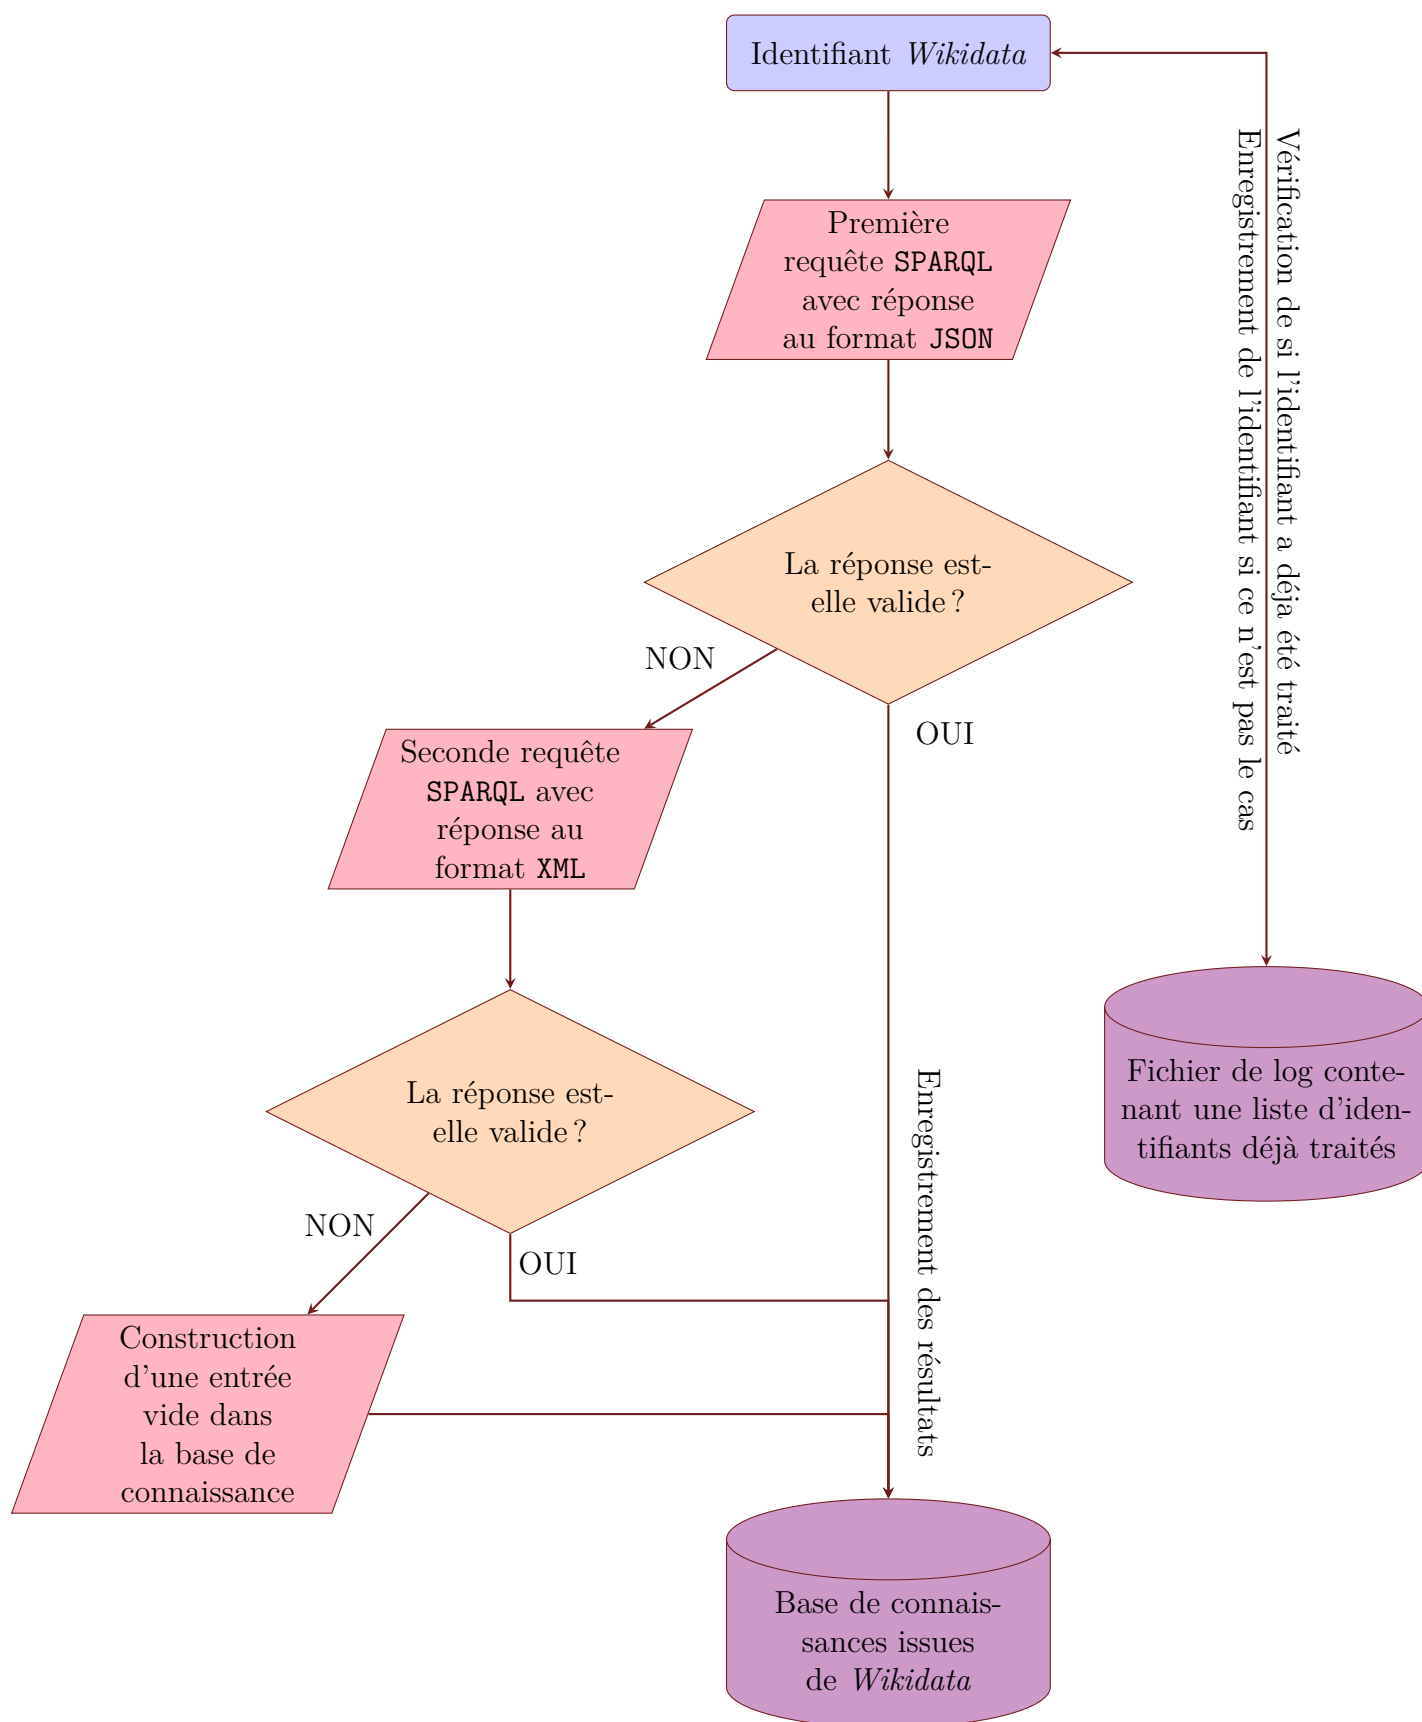 Identifiant Wikidata
Vérification de si l'identifiant a déja été traité
Enregistrement de l'identifiant si ce n'est pas le cas
Première
requête SPARQL
avec réponse
au format JSON
La réponse est-
elle valide ?
NON
OUI
Seconde requête
SPARQL avec
réponse au
format XML
La réponse est-
elle valide ?
Fichier de log conte-
nant une liste d'iden-
tifiants déjà traités
NON
OUI
Enregistrement des résultats
Construction
d'une entrée
vide dans
la base de
connaissance
Base de connais-
sances issues
de Wikidata